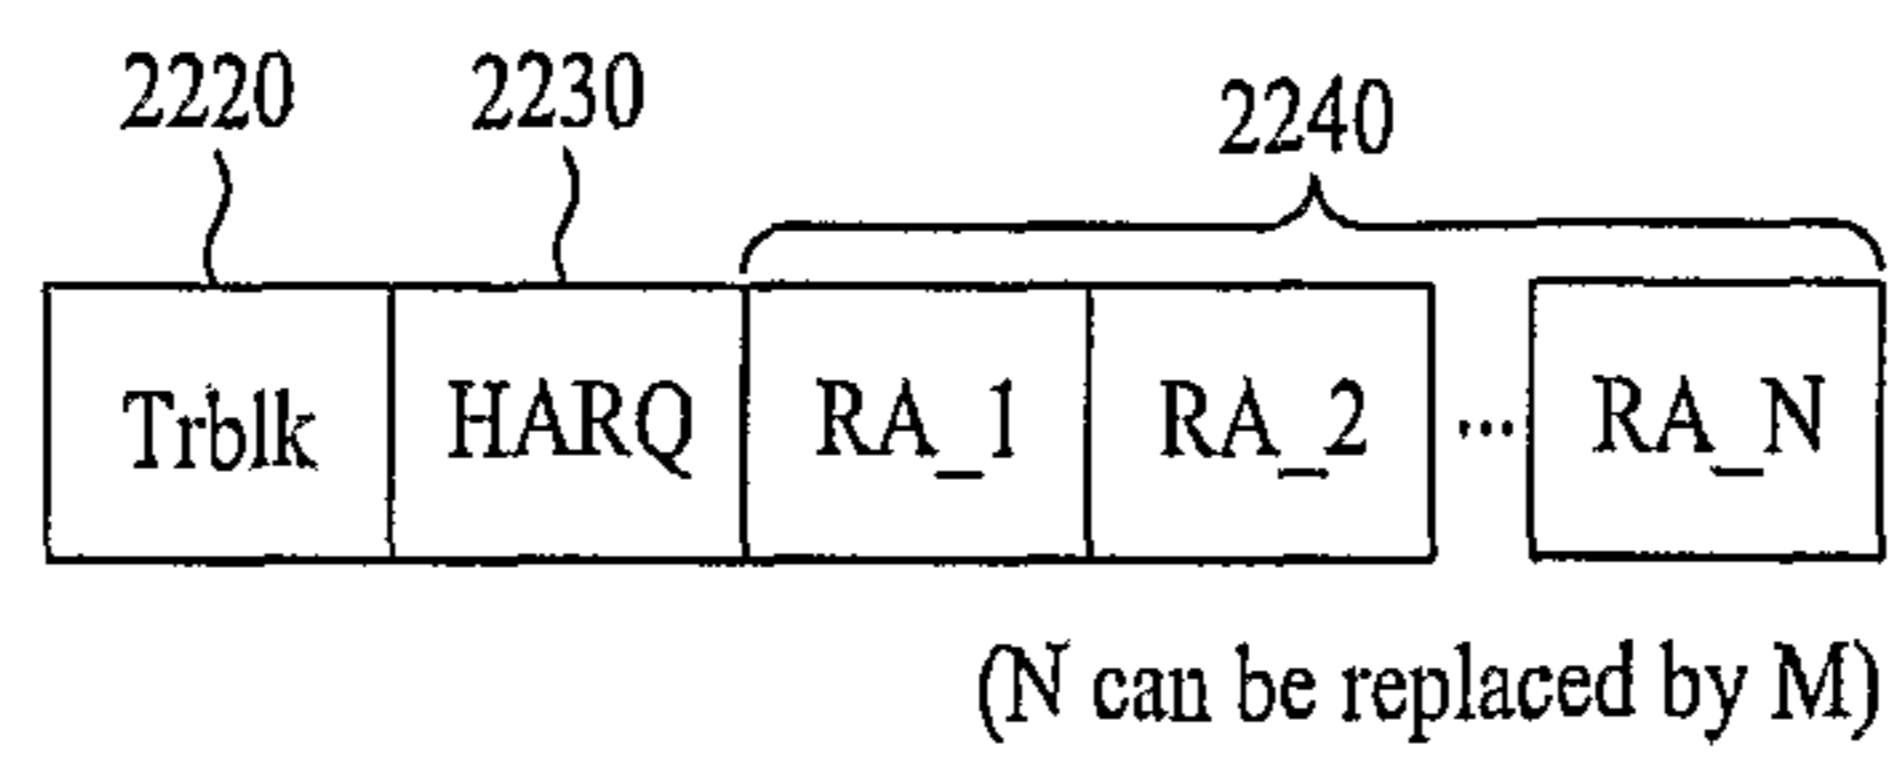 2220 2230 2240
Trblk HARQ RA_1 RA_2 ... RA_N
(N can be replaced by M)